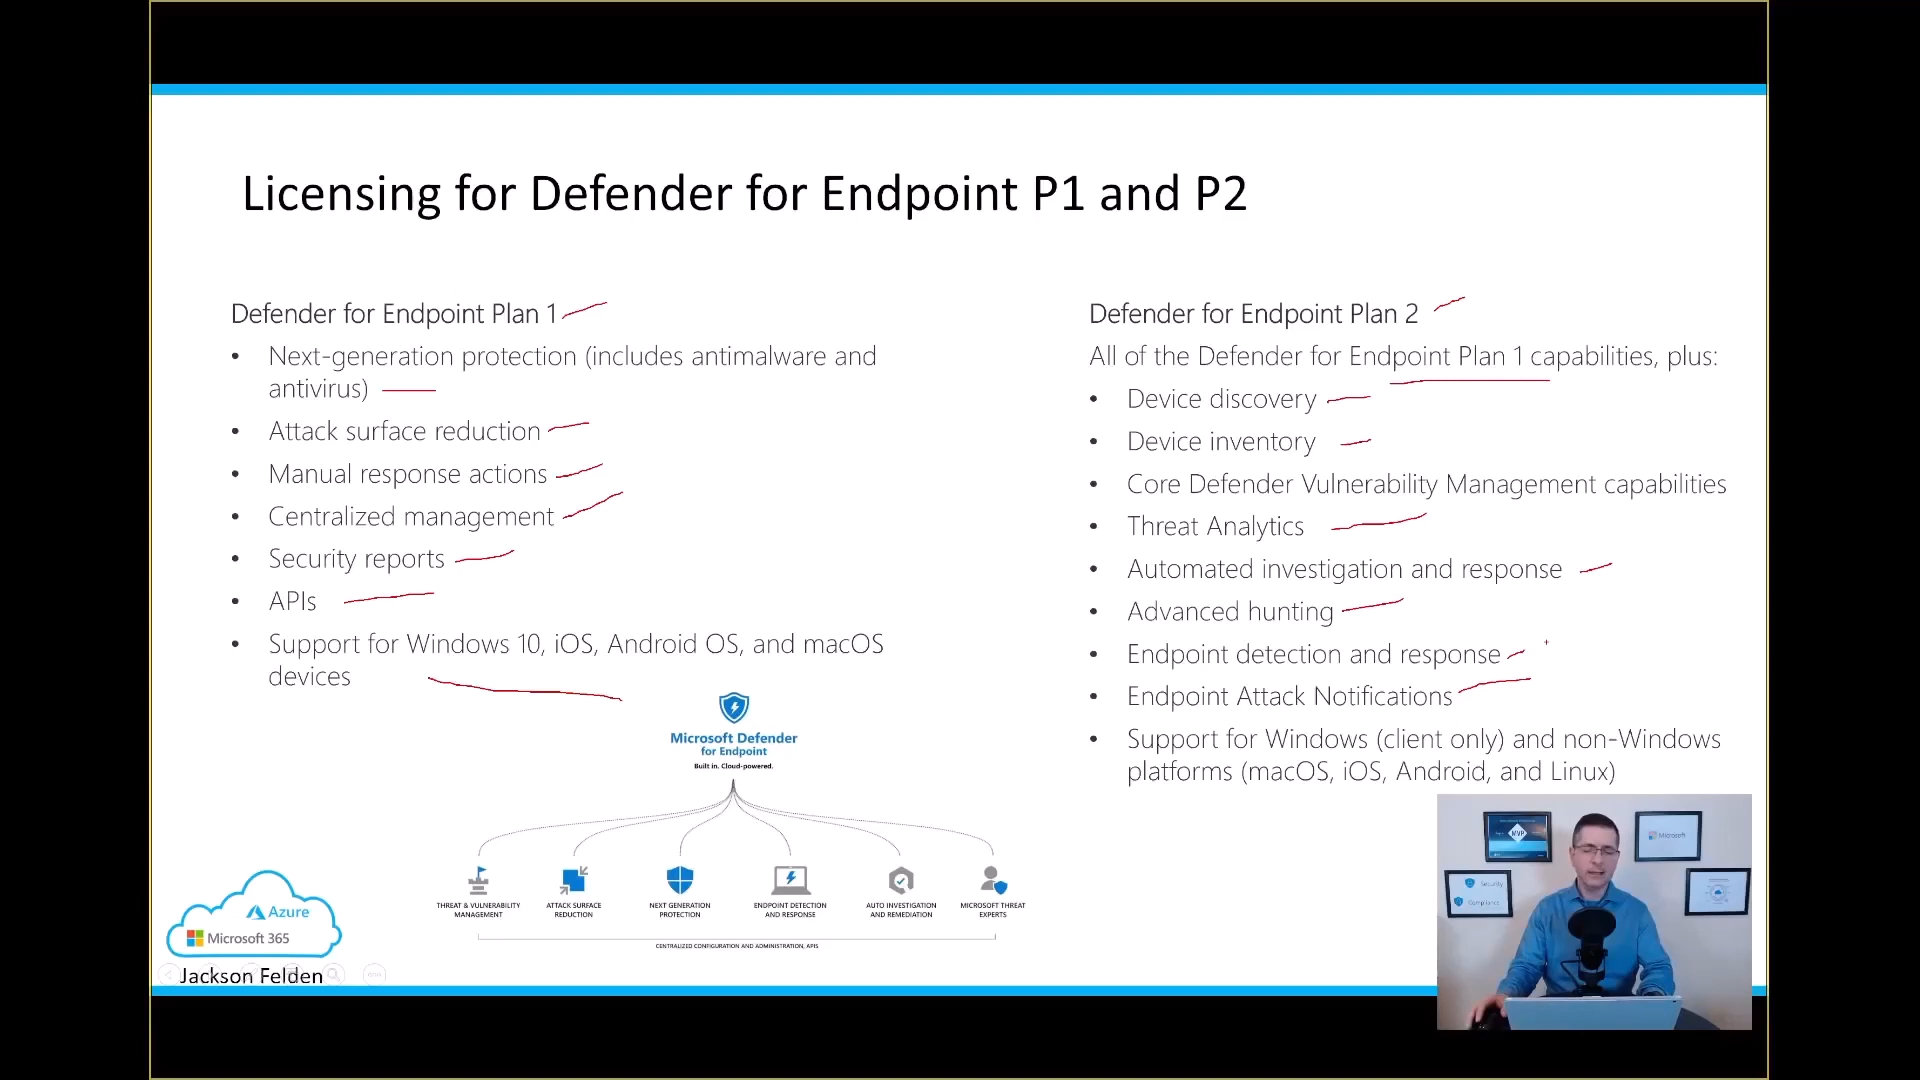 Licensing for Defender for Endpoint P1 and P2
Defender for Endpoint Plan 1
• Next-generation protection (includes antimalware and
antivirus)
• Attack surface reduction
• Manual response actions
• Centralized management
• Security reports
• APIs
• Support for Windows 10, iOS, Android OS, and macOS
devices
Defender for Endpoint Plan 2
All of the Defender for Endpoint Plan 1 capabilities, plus:
• Device discovery
• Device inventory
• Core Defender Vulnerability Management capabilities
• Threat Analytics
• Automated investigation and response
• Advanced hunting
• Endpoint detection and response
• Endpoint Attack Notifications
• Support for Windows (client only) and non-Windows
platforms (macOS, iOS, Android, and Linux)
Microsoft Defender
for Endpoint
Built in. Cloud-powered.
THREAT & VULNERABILITY
MANAGEMENT
ATTACK SURFACE
REDUCTION
NEXT GENERATION
PROTECTION
ENDPOINT DETECTION
AND RESPONSE
AUTO INVESTIGATION
AND REMEDIATION
MICROSOFT THREAT
EXPERTS
CENTRALIZED CONFIGURATION AND ADMINISTRATION, APIS
Azure
Microsoft 365
Jackson Felden
MVP
Microsoft
Security
Compliance